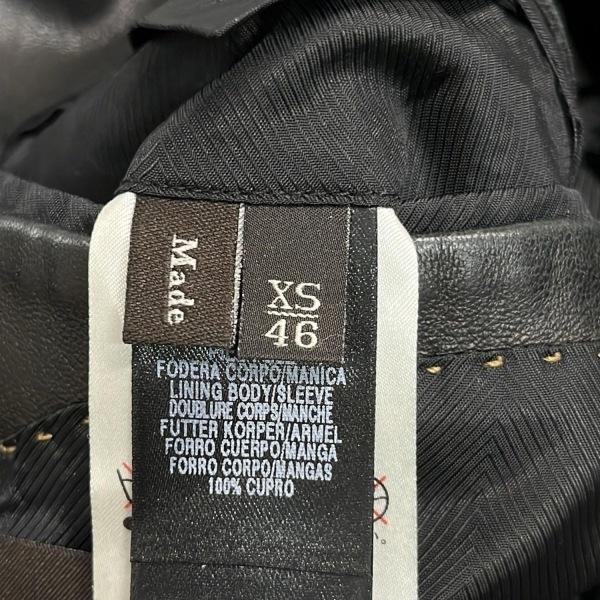 Made
XS
46
FODERA CORPO/MANICA
LINING BODY/SLEEVE
DOUBLURE CORPS/MANCHE
FUTTER KORPER/ARMEL
FORRO CUERPO/MANGA
FORRO CORPO/MANGAS
100% CUPRO